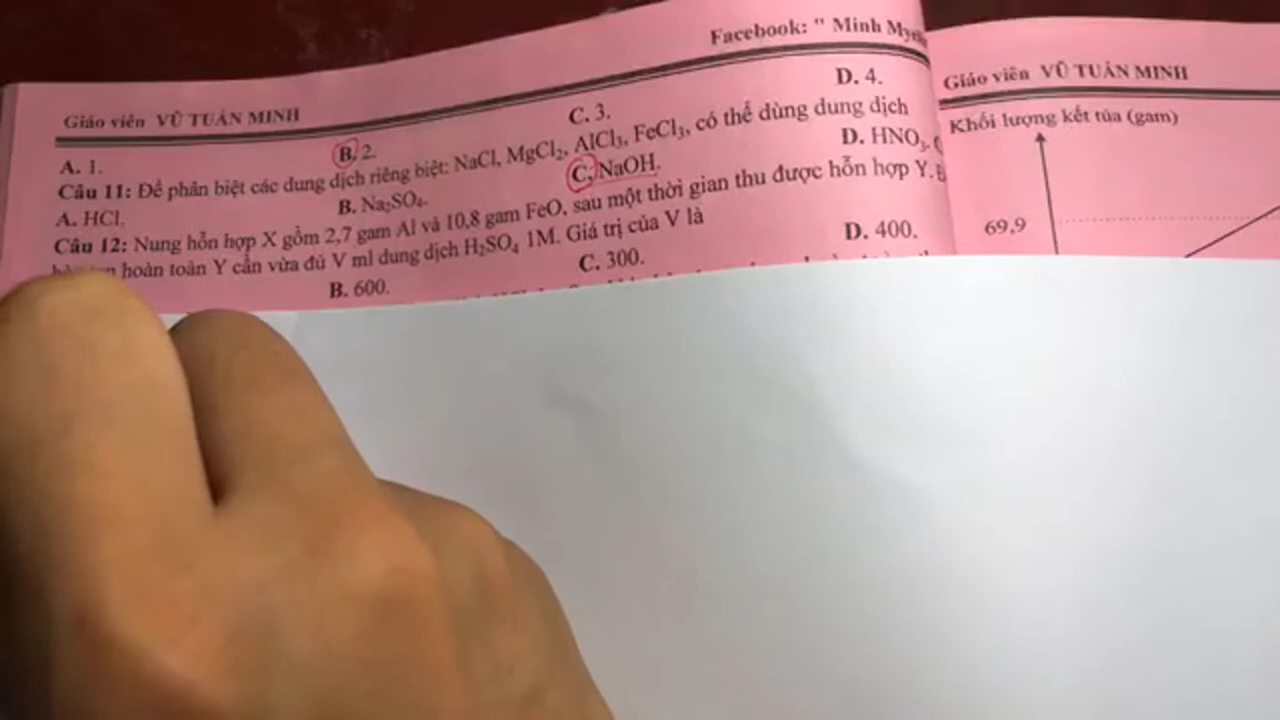 Facebook: " Minh
Giáo viên VŨ TUẤN MINH
A. 1. B. 2. C. 3. D. 4.
Câu 11: Để phân biệt các dung dịch riêng biệt: NaCl, MgCl₂, AlCl₃, FeCl₃, có thể dùng dung dịch
A. HCl. B. Na₂SO₄. C. NaOH. D. HNO₃.
Câu 12: Nung hỗn hợp X gồm 2,7 gam Al và 10,8 gam FeO, sau một thời gian thu được hỗn hợp Y.
hoàn toàn Y cần vừa đủ V ml dung dịch H₂SO₄ 1M. Giá trị của V là
B. 600. C. 300. D. 400.
Giáo viên VŨ TUẤN MINH
Khối lượng kết tủa (gam)
69,9